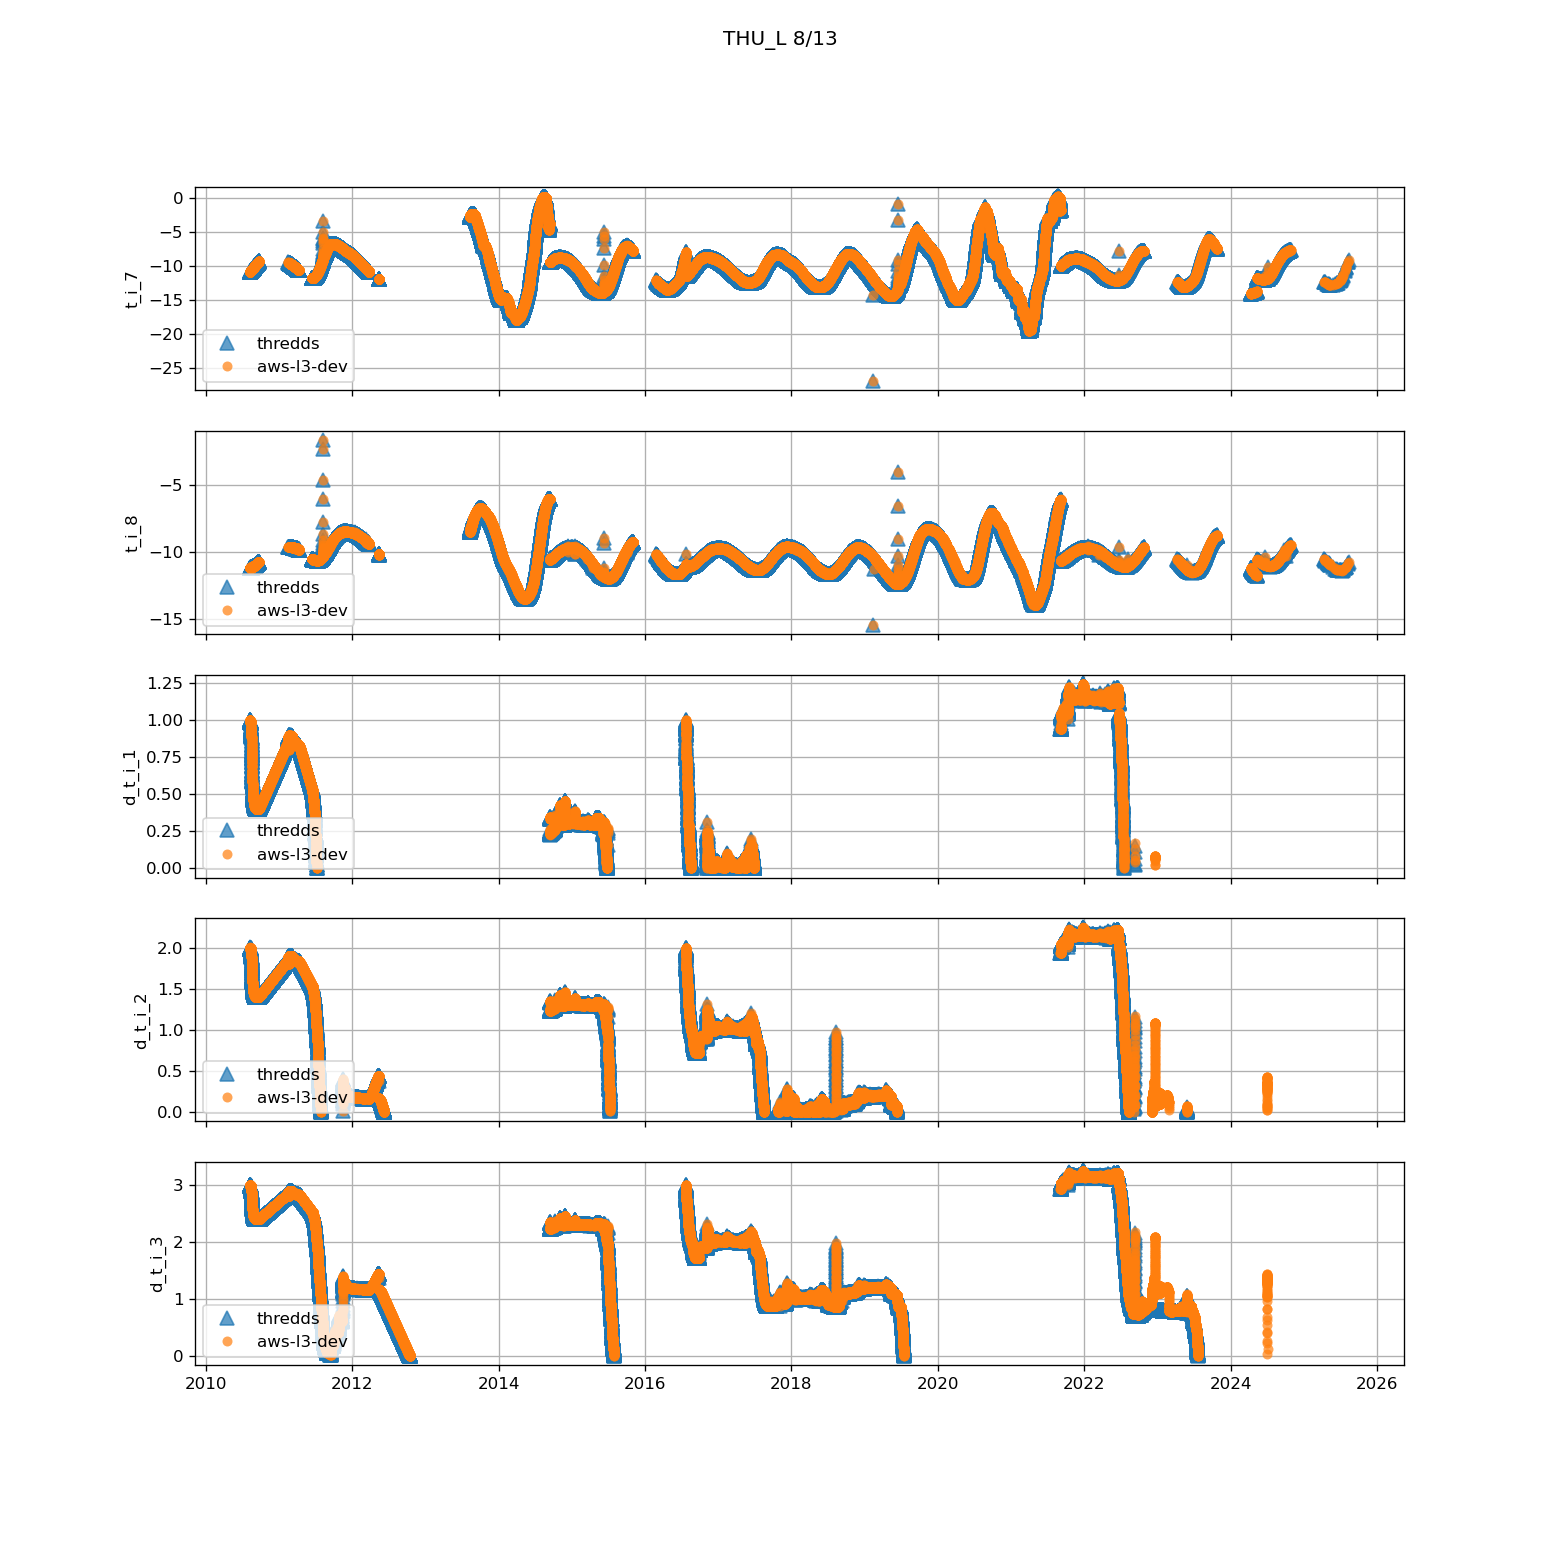 THU_L 8/13
0
−5
−10
−15
−20
−25
t_i_7
thredds
aws-l3-dev
−5
−10
−15
t_i_8
thredds
aws-l3-dev
1.25
1.00
0.75
0.50
0.25
0.00
d_t_i_1
thredds
aws-l3-dev
2.0
1.5
1.0
0.5
0.0
d_t_i_2
thredds
aws-l3-dev
3
2
1
0
d_t_i_3
thredds
aws-l3-dev
2010 2012 2014 2016 2018 2020 2022 2024 2026